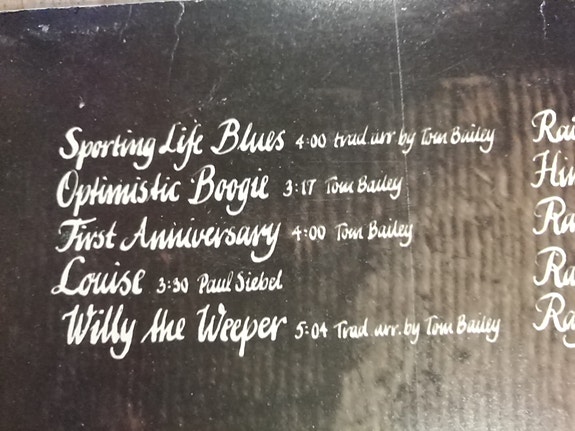 Sporting Life Blues 4:00 trad arr by Tom Bailey
Optimistic Boogie 3:17 Tom Bailey
First Anniversary 4:00 Tom Bailey
Louise 3:30 Paul Siebel
Willy the Weeper 5:04 Trad. arr. by Tom Bailey